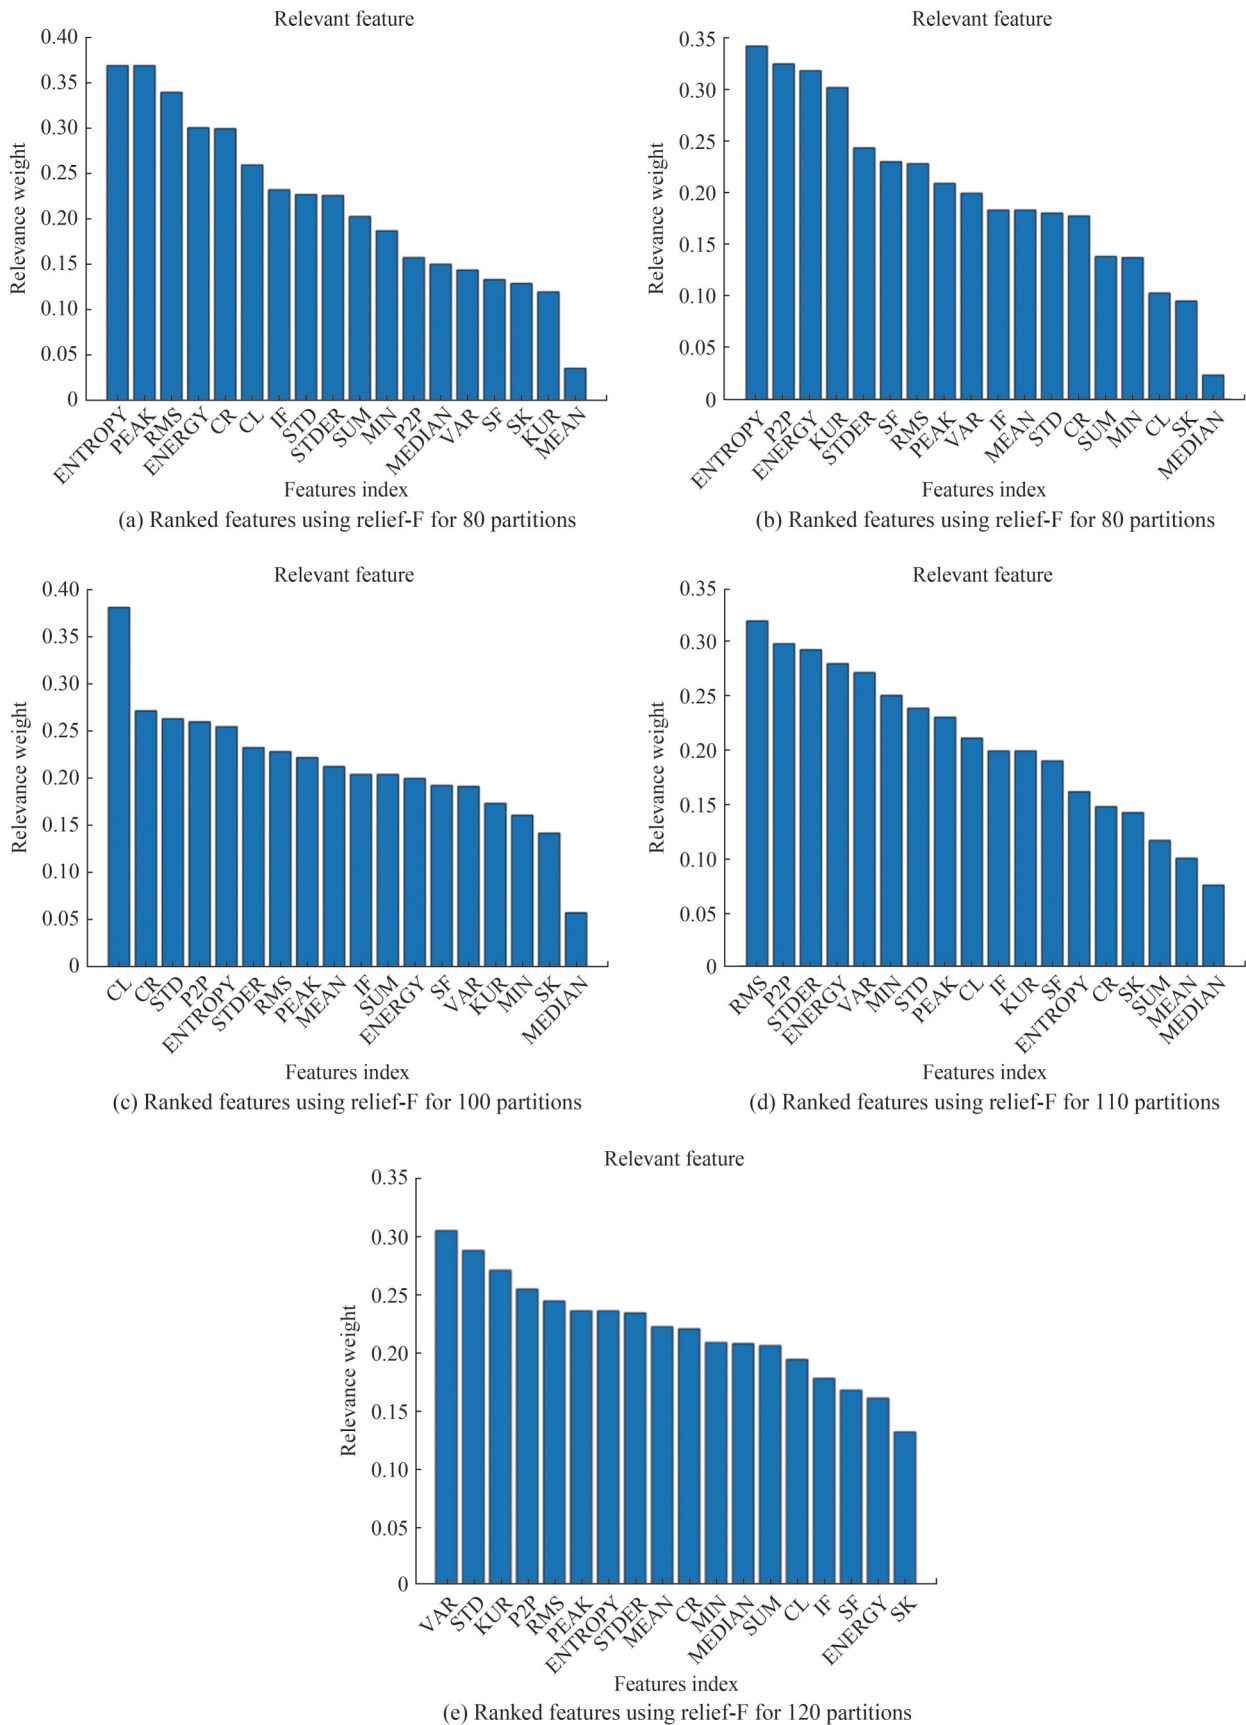 Relevant feature
0.40
0.35
0.30
0.25
0.20
0.15
0.10
0.05
0
Relevance weight
ENTROPY PEAK RMS ENERGY CR CL IF STD STDER SUM MIN P2P MEDIAN VAR SF SK KUR MEAN
Features index
(a) Ranked features using relief-F for 80 partitions
Relevant feature
0.35
0.30
0.25
0.20
0.15
0.10
0.05
0
Relevance weight
ENTROPY P2P ENERGY KUR STDER SF RMS PEAK VAR IF MEAN STD CR SUM MIN CL SK MEDIAN
Features index
(b) Ranked features using relief-F for 80 partitions
Relevant feature
0.40
0.35
0.30
0.25
0.20
0.15
0.10
0.05
0
Relevance weight
CL CR STD P2P ENTROPY STDER RMS PEAK MEAN IF SUM ENERGY SF VAR KUR MIN SK MEDIAN
Features index
(c) Ranked features using relief-F for 100 partitions
Relevant feature
0.35
0.30
0.25
0.20
0.15
0.10
0.05
0
Relevance weight
RMS P2P STDER ENERGY VAR MIN STD PEAK CL IF KUR SF ENTROPY CR SK SUM MEAN MEDIAN
Features index
(d) Ranked features using relief-F for 110 partitions
Relevant feature
0.35
0.30
0.25
0.20
0.15
0.10
0.05
0
Relevance weight
VAR STD KUR P2P RMS PEAK ENTROPY STDER MEAN CR MIN MEDIAN SUM CL IF SF ENERGY SK
Features index
(e) Ranked features using relief-F for 120 partitions